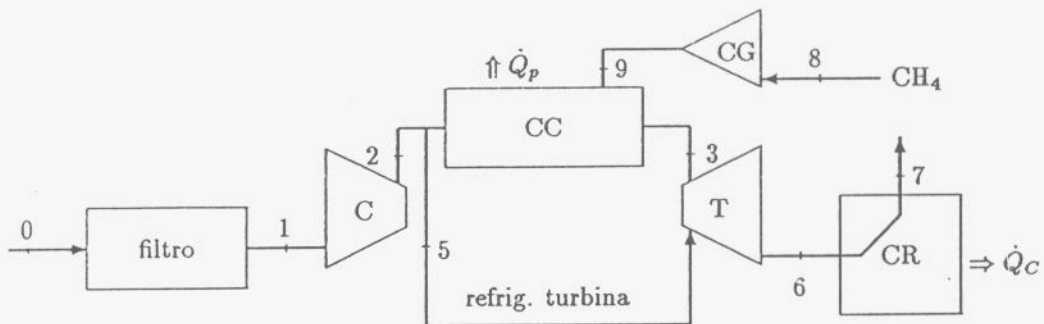 ⇑ Q̇p
CG
8
CH₄
9
CC
2
3
7
C
T
0
filtro
1
5
6
CR
⇒ Q̇C
refrig. turbina